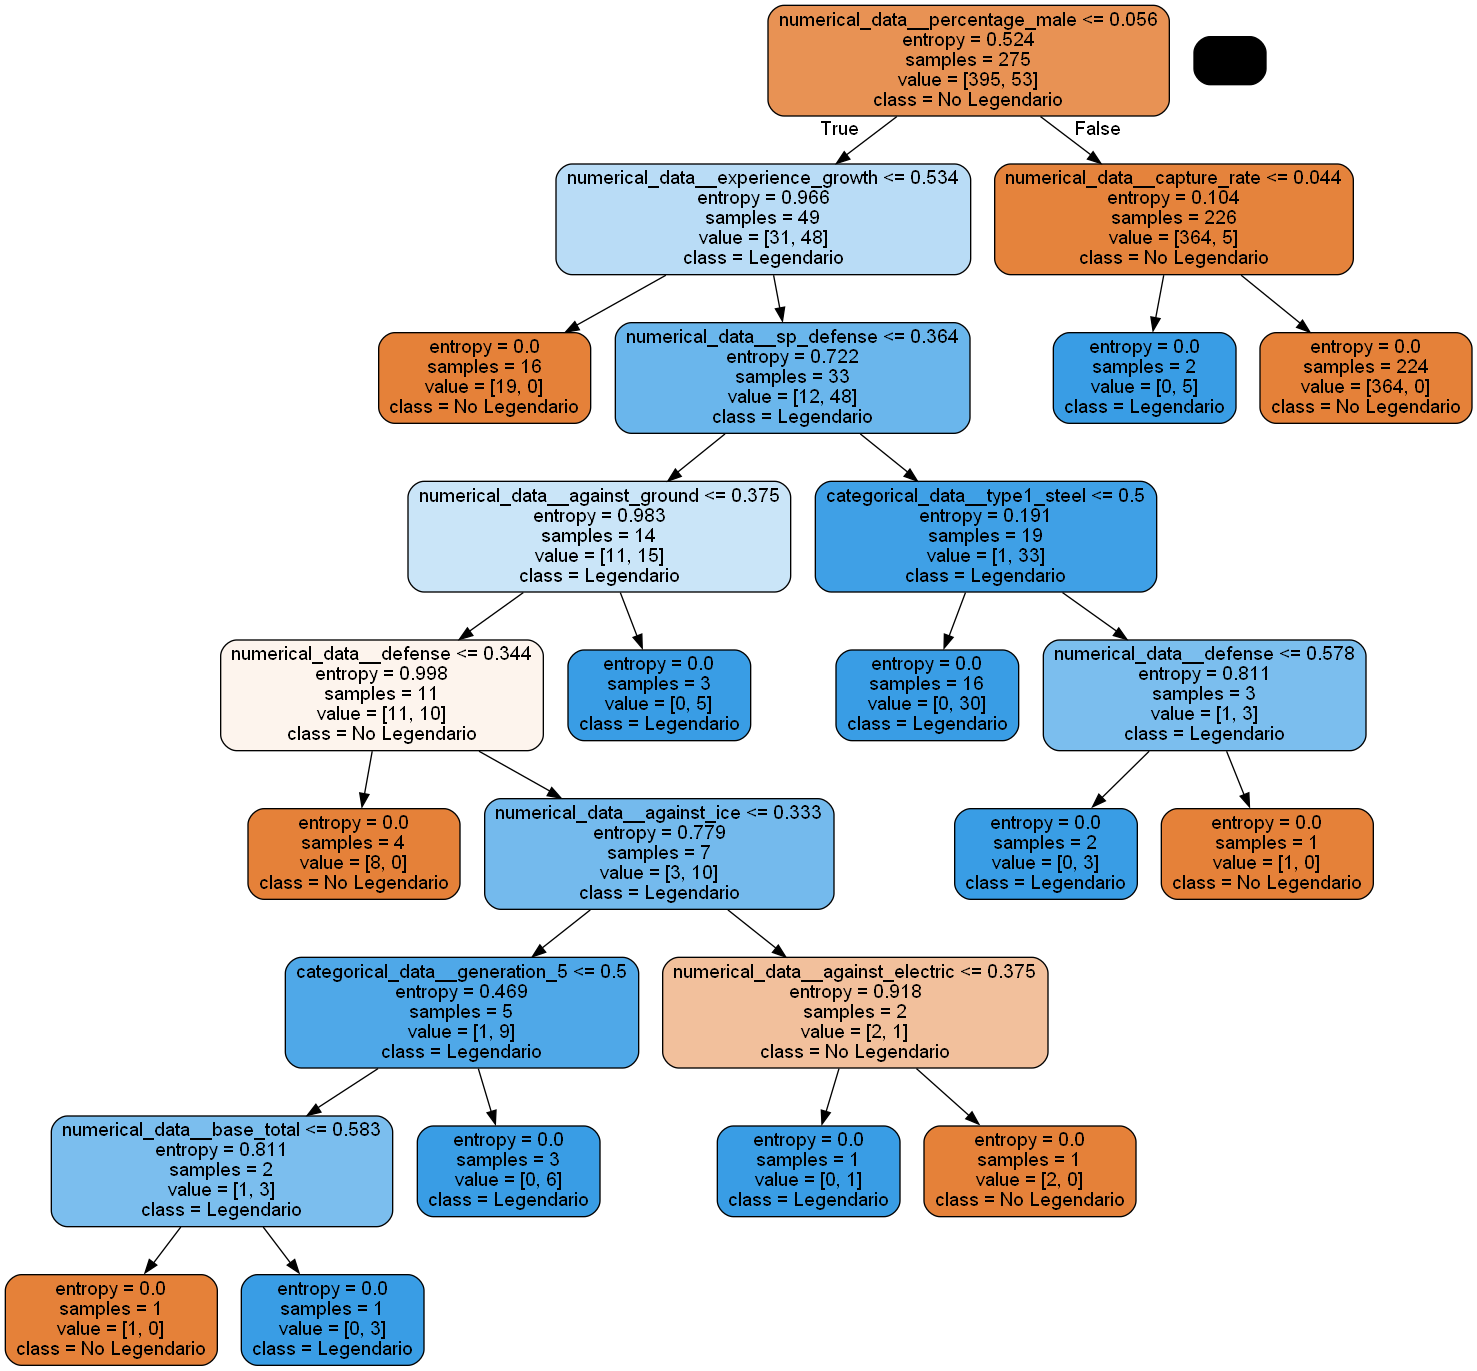 numerical_data__percentage_male <= 0.056
entropy = 0.524
samples = 275
value = [395, 53]
class = No Legendario
True
False
numerical_data__experience_growth <= 0.534
entropy = 0.966
samples = 49
value = [31, 48]
class = Legendario
numerical_data__capture_rate <= 0.044
entropy = 0.104
samples = 226
value = [364, 5]
class = No Legendario
entropy = 0.0
samples = 16
value = [19, 0]
class = No Legendario
numerical_data__sp_defense <= 0.364
entropy = 0.722
samples = 33
value = [12, 48]
class = Legendario
entropy = 0.0
samples = 2
value = [0, 5]
class = Legendario
entropy = 0.0
samples = 224
value = [364, 0]
class = No Legendario
numerical_data__against_ground <= 0.375
entropy = 0.983
samples = 14
value = [11, 15]
class = Legendario
categorical_data__type1_steel <= 0.5
entropy = 0.191
samples = 19
value = [1, 33]
class = Legendario
numerical_data__defense <= 0.344
entropy = 0.998
samples = 11
value = [11, 10]
class = No Legendario
entropy = 0.0
samples = 3
value = [0, 5]
class = Legendario
entropy = 0.0
samples = 16
value = [0, 30]
class = Legendario
numerical_data__defense <= 0.578
entropy = 0.811
samples = 3
value = [1, 3]
class = Legendario
entropy = 0.0
samples = 4
value = [8, 0]
class = No Legendario
numerical_data__against_ice <= 0.333
entropy = 0.779
samples = 7
value = [3, 10]
class = Legendario
entropy = 0.0
samples = 2
value = [0, 3]
class = Legendario
entropy = 0.0
samples = 1
value = [1, 0]
class = No Legendario
categorical_data__generation_5 <= 0.5
entropy = 0.469
samples = 5
value = [1, 9]
class = Legendario
numerical_data__against_electric <= 0.375
entropy = 0.918
samples = 2
value = [2, 1]
class = No Legendario
numerical_data__base_total <= 0.583
entropy = 0.811
samples = 2
value = [1, 3]
class = Legendario
entropy = 0.0
samples = 3
value = [0, 6]
class = Legendario
entropy = 0.0
samples = 1
value = [0, 1]
class = Legendario
entropy = 0.0
samples = 1
value = [2, 0]
class = No Legendario
entropy = 0.0
samples = 1
value = [1, 0]
class = No Legendario
entropy = 0.0
samples = 1
value = [0, 3]
class = Legendario